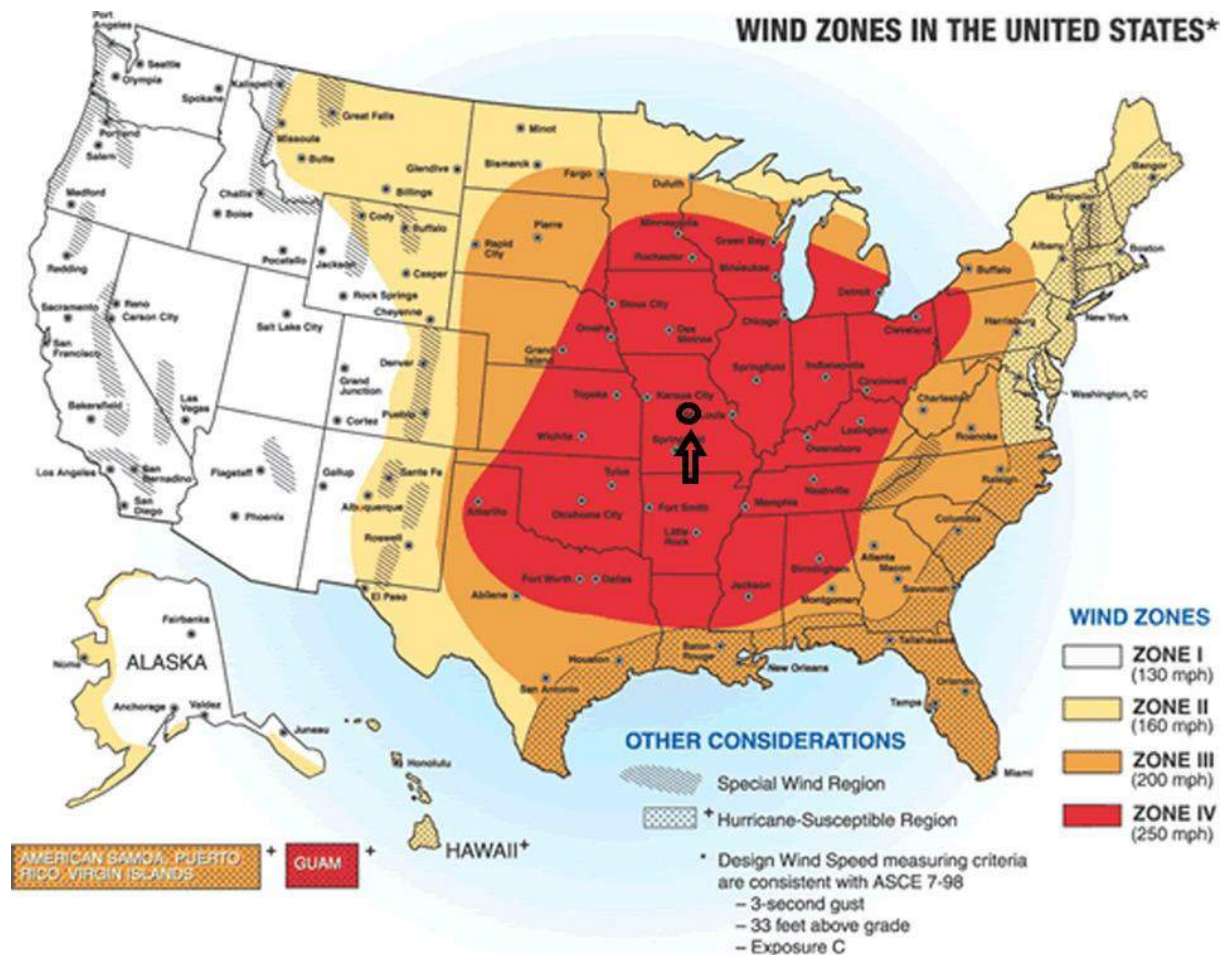 WIND ZONES IN THE UNITED STATES*
Port
Angeles
Seattle
Olympia
Spokane
Kalispell
Great Falls
Portland
Salem
Missoula
Butte
Glendive
Minot
Bismarck
Fargo
Duluth
Bangor
Medford
Challis
Boise
Billings
Cody
Buffalo
Pierre
Rapid
City
Minneapolis
Rochester
Green Bay
Milwaukee
Montpelier
Albany
Boston
Buffalo
Redding
Pocatello
Jackson
Casper
Rock Springs
Cheyenne
Sioux City
Detroit
New York
Sacramento
Reno
Carson City
Salt Lake City
Omaha
Des
Moines
Chicago
Cleveland
Harrisburg
San
Francisco
Grand
Junction
Denver
Grand
Island
Springfield
Indianapolis
Cincinnati
Washington, DC
Bakersfield
Las
Vegas
Cortez
Pueblo
Topeka
Kansas City
Louis
Charleston
Lexington
Roanoke
Wichita
Owensboro
Los Angeles
San
Bernadino
Flagstaff
Gallup
Sante Fe
Tulsa
Nashville
Raleigh
San
Diego
Phoenix
Albuquerque
Amarillo
Oklahoma City
Fort Smith
Memphis
Columbia
Roswell
Little
Rock
Atlanta
Macon
El Paso
Abilene
Fort Worth
Dallas
Birmingham
Jackson
Montgomery
Savannah
Houston
San Antonio
Baton
Rouge
New Orleans
Tallahassee
Orlando
Tampa
Miami
Fairbanks
ALASKA
Nome
Anchorage
Valdez
Juneau
Honolulu
HAWAII+
AMERICAN SAMOA, PUERTO
RICO, VIRGIN ISLANDS
+
GUAM
+
WIND ZONES
ZONE I
(130 mph)
ZONE II
(160 mph)
ZONE III
(200 mph)
ZONE IV
(250 mph)
OTHER CONSIDERATIONS
Special Wind Region
+ Hurricane-Susceptible Region
* Design Wind Speed measuring criteria
are consistent with ASCE 7-98
– 3-second gust
– 33 feet above grade
– Exposure C